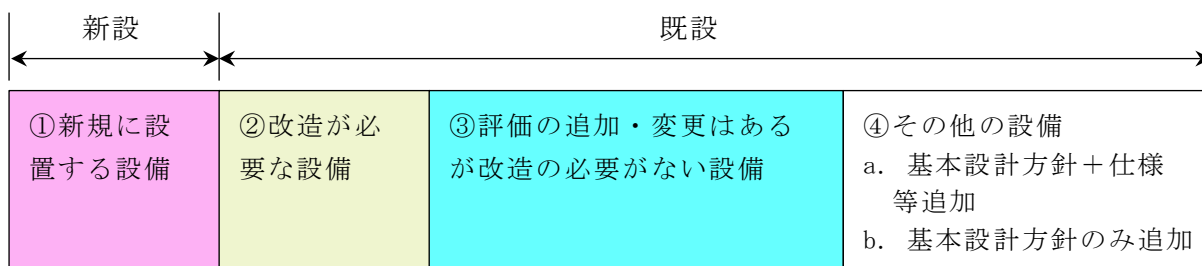 新設
既設
①新規に設
置する設備
②改造が必
要な設備
③評価の追加・変更はある
が改造の必要がない設備
④その他の設備
a. 基本設計方針＋仕様
等追加
b. 基本設計方針のみ追加